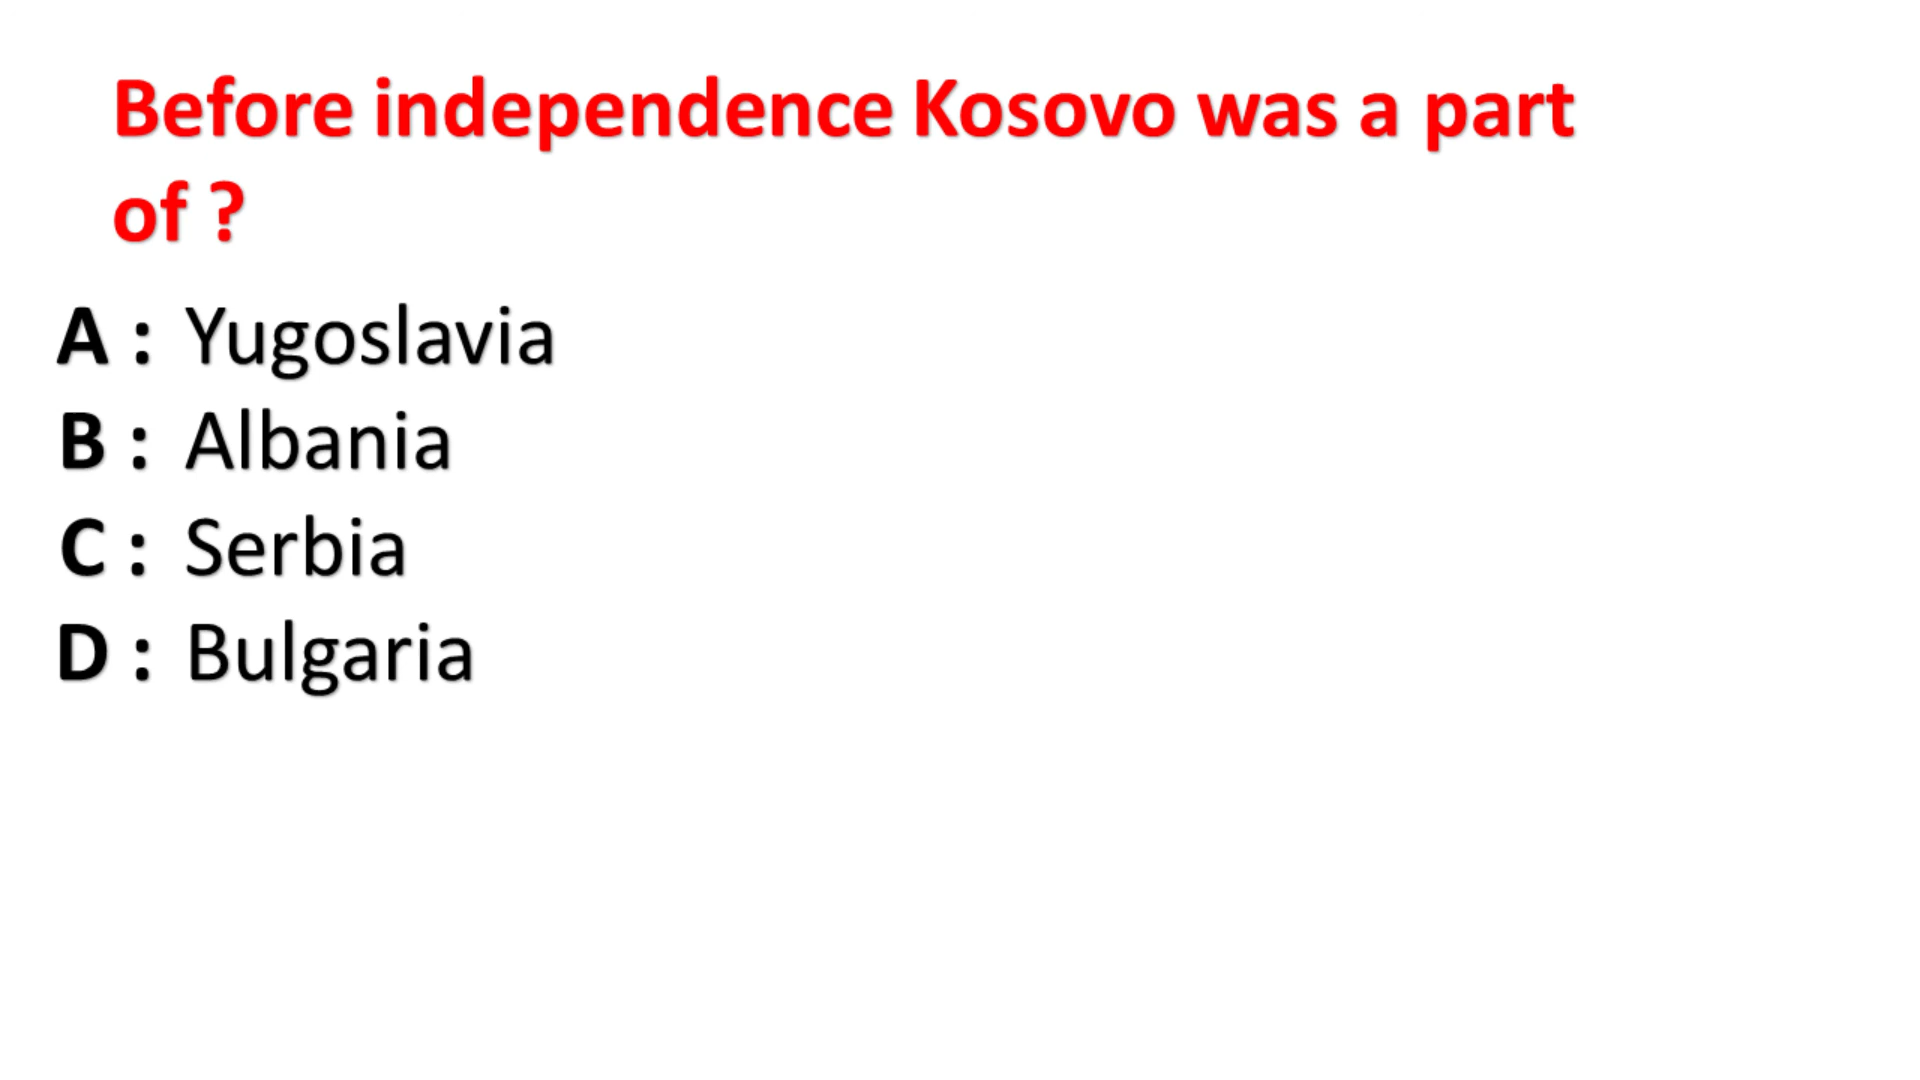 Before independence Kosovo was a part
of ?
A : Yugoslavia
B : Albania
C : Serbia
D : Bulgaria